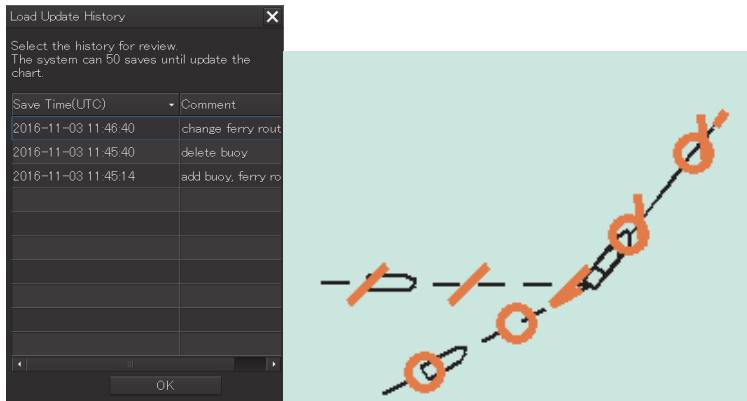 Load Update History
Select the history for review.
The system can 50 saves until update the
chart.
Save Time(UTC) Comment
2016-11-03 11:46:40 change ferry rout
2016-11-03 11:45:40 delete buoy
2016-11-03 11:45:14 add buoy, ferry ro
OK